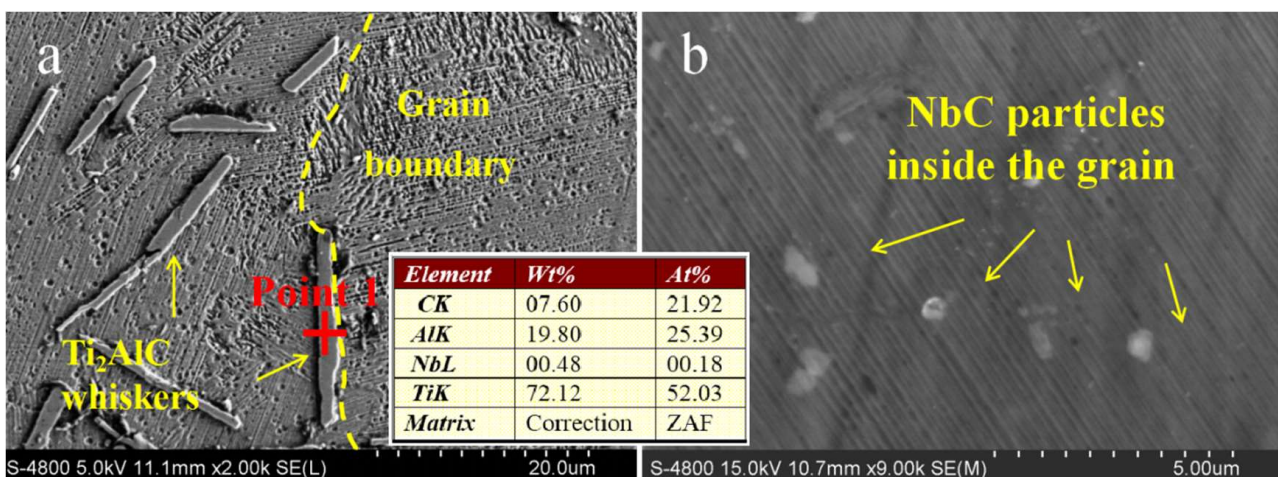 a
Grain
boundary
Point 1
Ti₂AlC
whiskers
Element Wt% At%
CK 07.60 21.92
AlK 19.80 25.39
NbL 00.48 00.18
TiK 72.12 52.03
Matrix Correction ZAF
S-4800 5.0kV 11.1mm x2.00k SE(L) 20.0um
b
NbC particles
inside the grain
S-4800 15.0kV 10.7mm x9.00k SE(M) 5.00um